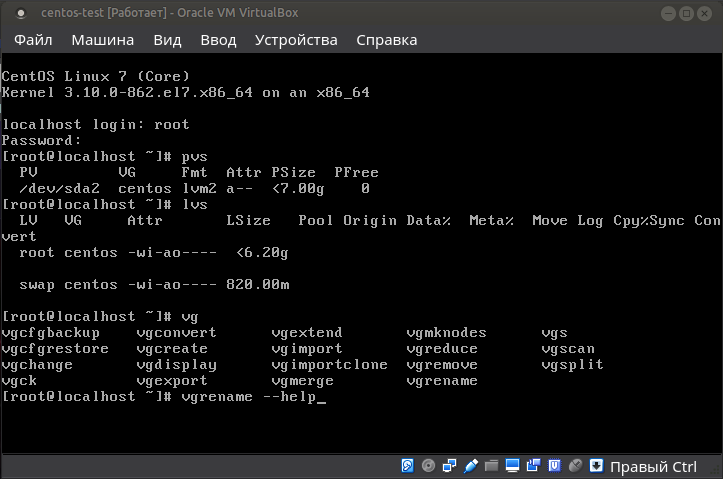 centos-test [Работает] - Oracle VM VirtualBox
Файл Машина Вид Ввод Устройства Справка
CentOS Linux 7 (Core)
Kernel 3.10.0-862.el7.x86_64 on an x86_64
localhost login: root
Password:
[root@localhost ~]# pvs
PV VG Fmt Attr PSize PFree
/dev/sda2 centos lvm2 a-- <7.00g 0
[root@localhost ~]# lvs
LV VG Attr LSize Pool Origin Data% Meta% Move Log Cpy%Sync Con
vert
root centos -wi-ao---- <6.20g
swap centos -wi-ao---- 820.00m
[root@localhost ~]# vg
vgcfgbackup vgconvert vgextend vgmknodes vgs
vgcfgrestore vgcreate vgimport vgreduce vgscan
vgchange vgdisplay vgimportclone vgremove vgsplit
vgck vgexport vgmerge vgrename
[root@localhost ~]# vgrename --help_
Правый Ctrl